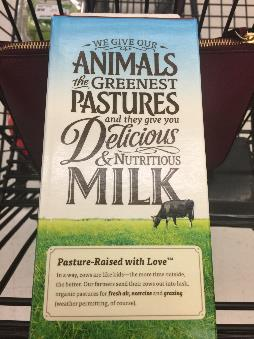 WE GIVE OUR
ANIMALS
the GREENEST
PASTURES
and they give you
Delicious
& NUTRITIOUS
MILK
Pasture-Raised with Love™
In a way, cows are like kids—the more time outside,
the better. Our farmers send their cows out into lush,
organic pastures for fresh air, exercise and grazing
(weather permitting, of course).